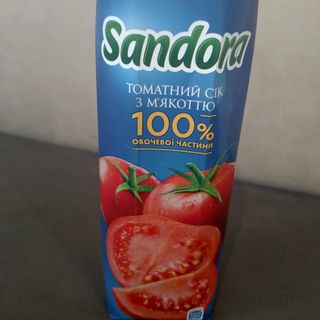 Sandora
ТОМАТНИЙ СІК
З М'ЯКОТТЮ
100%
ОВОЧЕВОЇ ЧАСТИНИ